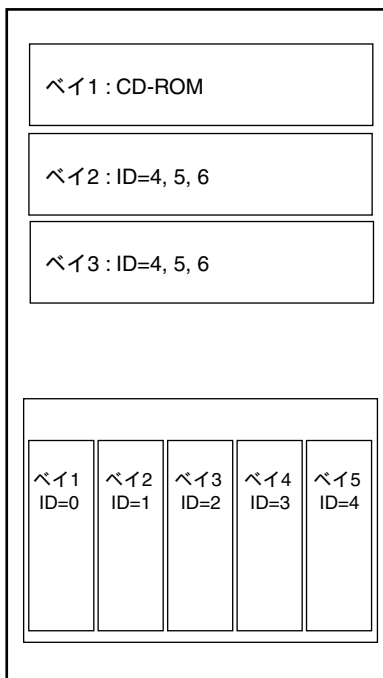 ベイ1 : CD-ROM
ベイ2 : ID=4, 5, 6
ベイ3 : ID=4, 5, 6
ベイ1
ID=0
ベイ2
ID=1
ベイ3
ID=2
ベイ4
ID=3
ベイ5
ID=4